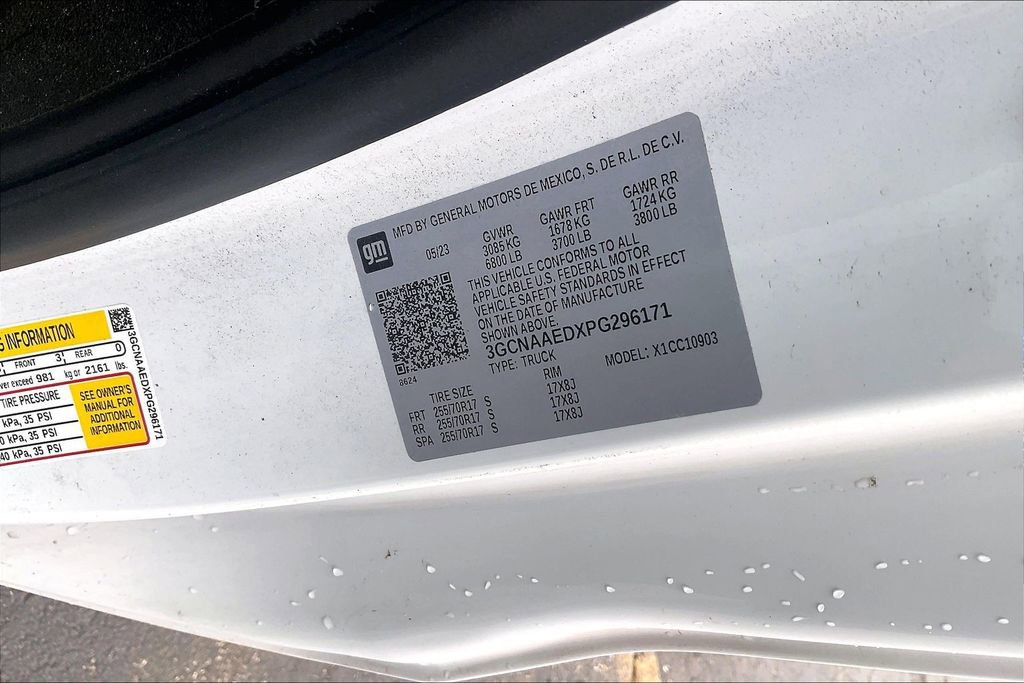 gm
MFD BY GENERAL MOTORS DE MEXICO, S. DE R.L. DE C.V.
05/23 GVWR GAWR FRT GAWR RR
3085 KG 1678 KG 1724 KG
6800 LB 3700 LB 3800 LB
THIS VEHICLE CONFORMS TO ALL
APPLICABLE U.S. FEDERAL MOTOR
VEHICLE SAFETY STANDARDS IN EFFECT
ON THE DATE OF MANUFACTURE
SHOWN ABOVE.
3GCNAAEDXPG296171
TYPE: TRUCK MODEL: X1CC10903
8624
TIRE SIZE RIM
FRT 255/70R17 S 17X8J
RR 255/70R17 S 17X8J
SPA 255/70R17 S 17X8J
INFORMATION
FRONT 3 REAR 0
exceed 981 kg or 2161 lbs.
TIRE PRESSURE
kPa, 35 PSI
kPa, 35 PSI
40 kPa, 35 PSI
SEE OWNER'S
MANUAL FOR
ADDITIONAL
INFORMATION
3GCNAAEDXPG296171